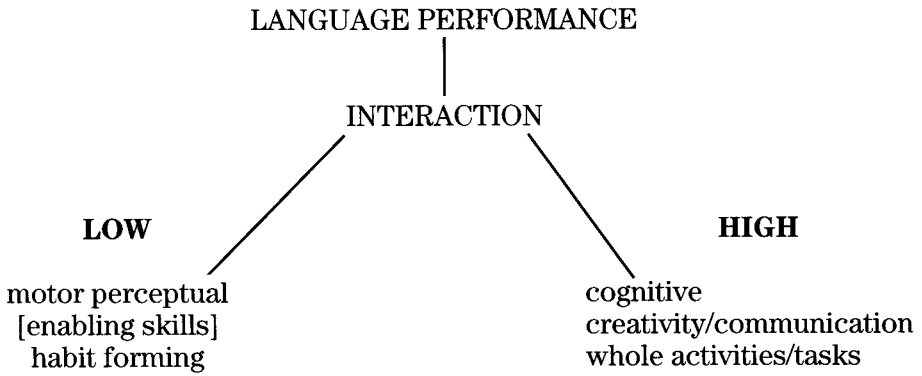 LANGUAGE PERFORMANCE
INTERACTION
LOW
HIGH
motor perceptual
[enabling skills]
habit forming
cognitive
creativity/communication
whole activities/tasks